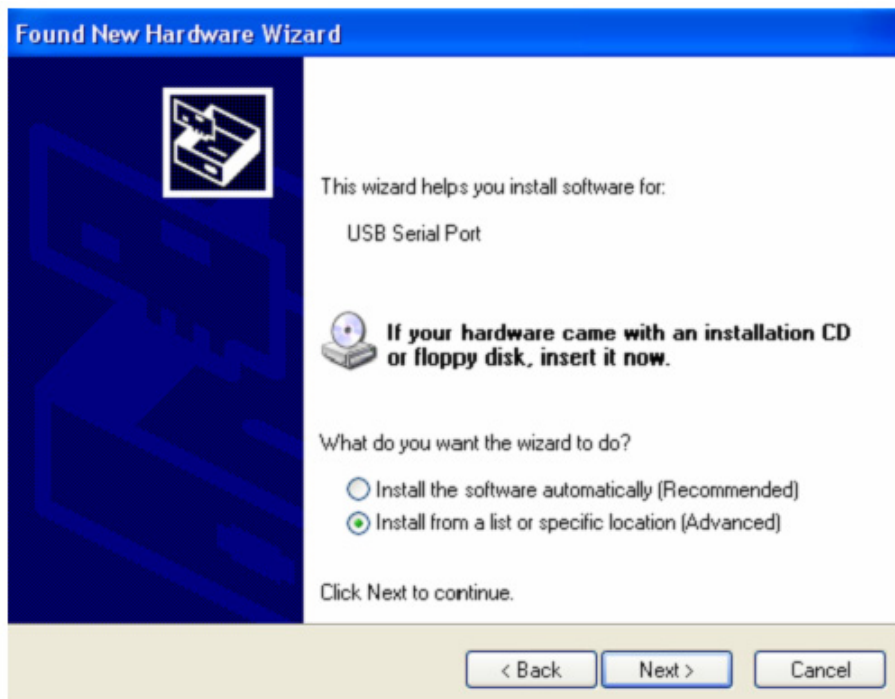 Found New Hardware Wizard
This wizard helps you install software for:
USB Serial Port
If your hardware came with an installation CD
or floppy disk, insert it now.
What do you want the wizard to do?
Install the software automatically (Recommended)
Install from a list or specific location (Advanced)
Click Next to continue.
< Back
Next >
Cancel